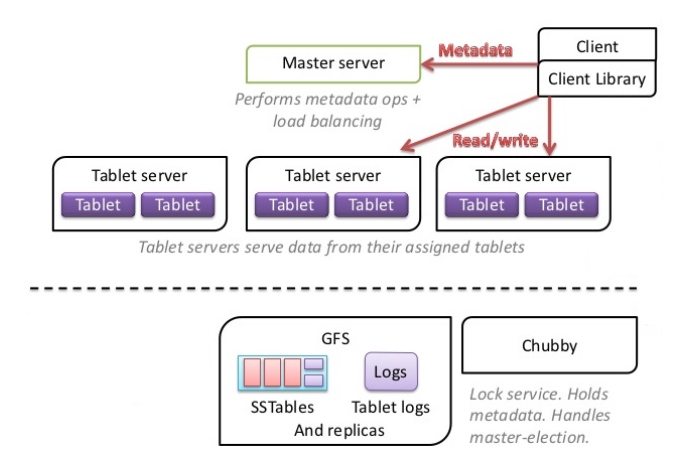 Metadata
Client
Master server
Client Library
Performs metadata ops +
load balancing
Read/write
Tablet server
Tablet Tablet
Tablet server
Tablet Tablet
Tablet server
Tablet Tablet
Tablet servers serve data from their assigned tablets
GFS
Logs
SSTables
Tablet logs
And replicas
Chubby
Lock service. Holds
metadata. Handles
master-election.